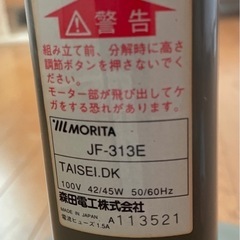 警告
組み立て前、分解時に高さ
調節ボタンを押さないでく
ださい。
モーター部が飛び出してケ
ガをする恐れがあります。
MORITA
JF-313E
TAISEI.DK
100V 42/45W 50/60Hz
森田電工株式会社
MADE IN JAPAN
電流ヒューズ 1.5A
A113521